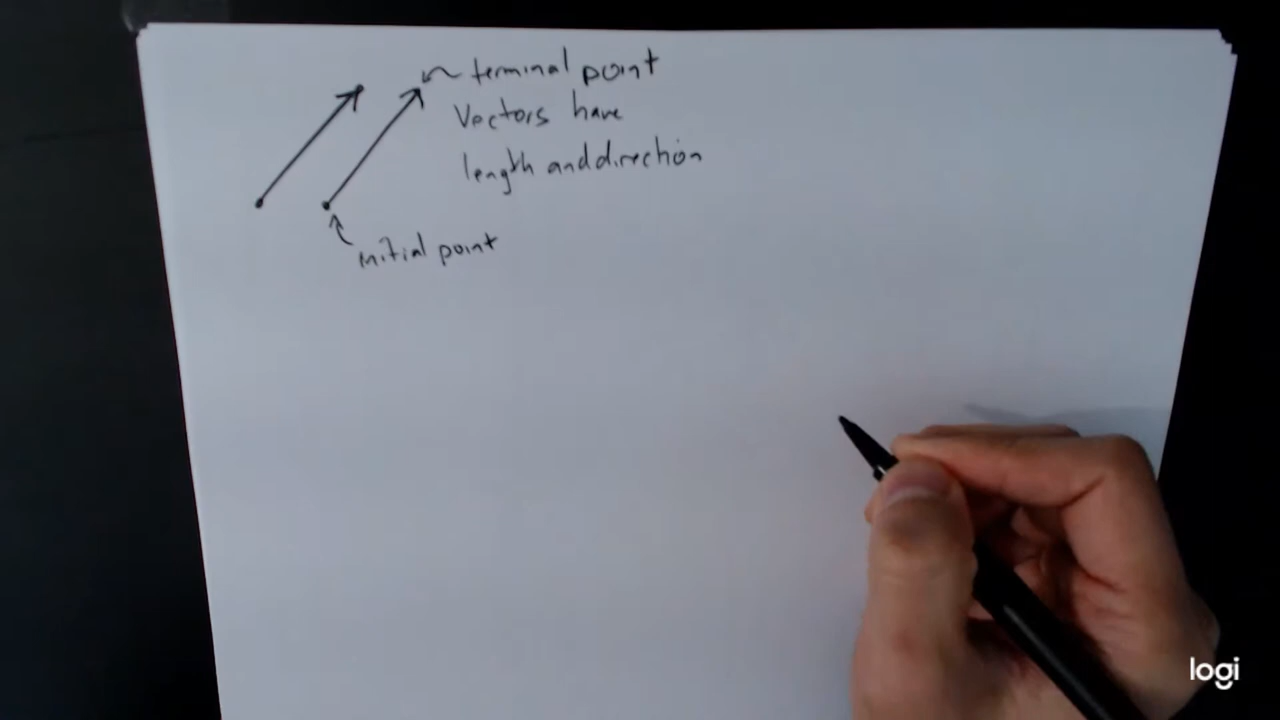 terminal point
Vectors have
length and direction
initial point
logi